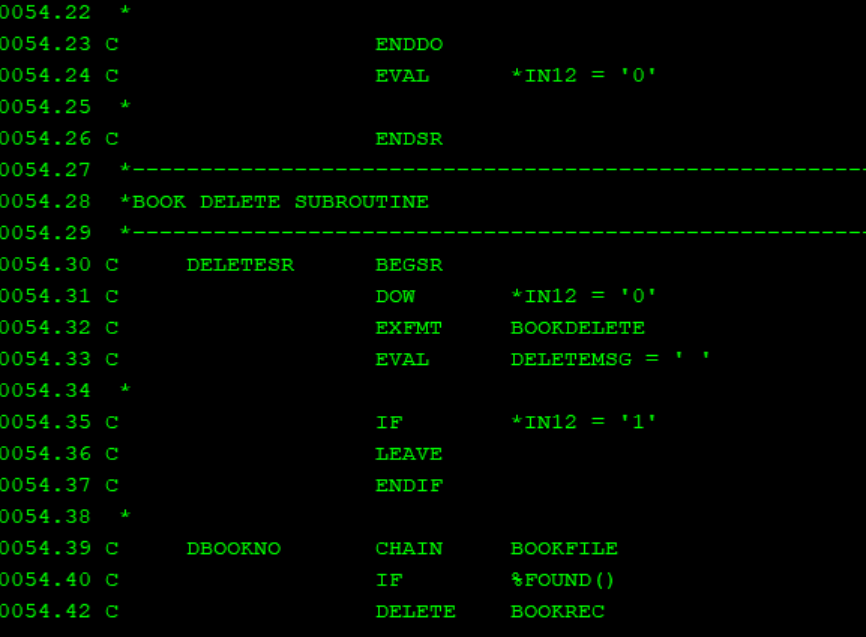 0054.22  *
0054.23 C                   ENDDO
0054.24 C                   EVAL      *IN12 = '0'
0054.25  *
0054.26 C                   ENDSR
0054.27  *------------------------------------------------------
0054.28  *BOOK DELETE SUBROUTINE
0054.29  *------------------------------------------------------
0054.30 C     DELETESR      BEGSR
0054.31 C                   DOW       *IN12 = '0'
0054.32 C                   EXFMT     BOOKDELETE
0054.33 C                   EVAL      DELETEMSG = ' '
0054.34  *
0054.35 C                   IF        *IN12 = '1'
0054.36 C                   LEAVE
0054.37 C                   ENDIF
0054.38  *
0054.39 C     DBOOKNO       CHAIN     BOOKFILE
0054.40 C                   IF        %FOUND()
0054.42 C                   DELETE    BOOKREC